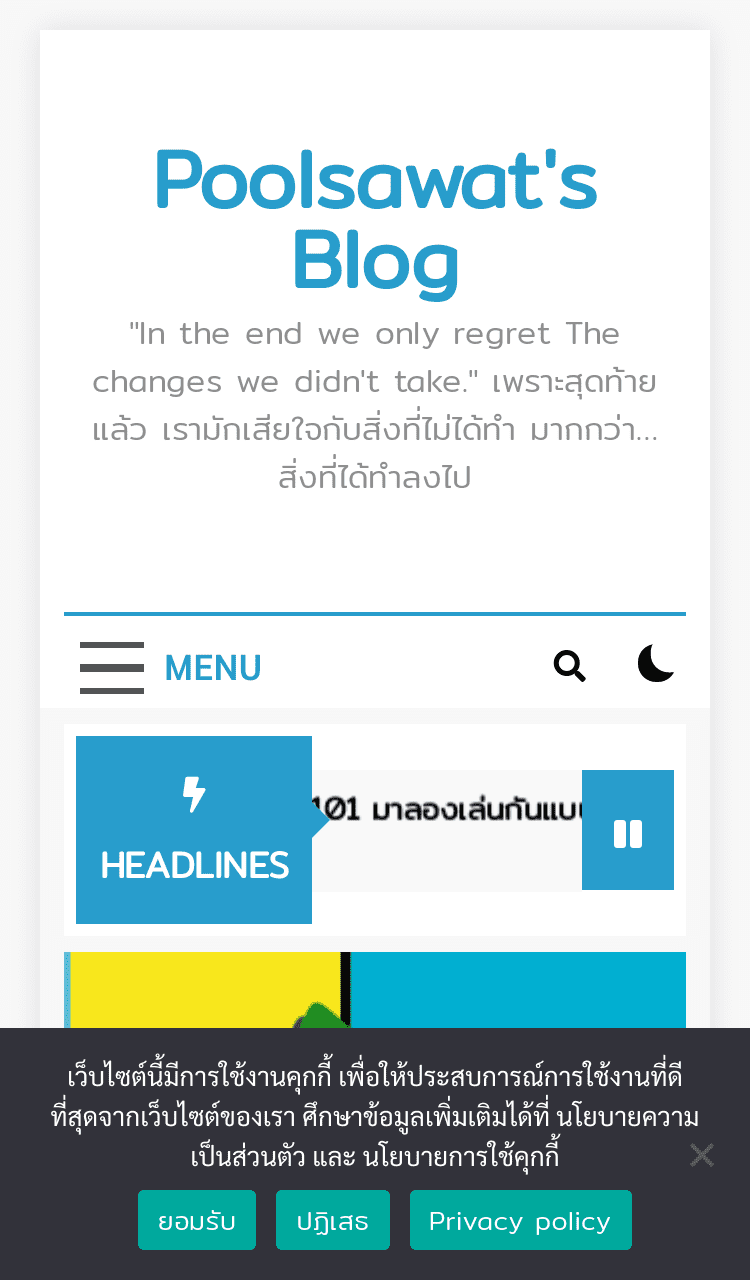 Poolsawat's
Blog
"In the end we only regret The
changes we didn't take." เพราะสุดท้าย
แล้ว เรามักเสียใจกับสิ่งที่ไม่ได้ทำ มากกว่า...
สิ่งที่ได้ทำลงไป
MENU
HEADLINES
101 มาลองเล่นกันแบบ
เว็บไซต์นี้มีการใช้งานคุกกี้ เพื่อให้ประสบการณ์การใช้งานที่ดี
ที่สุดจากเว็บไซต์ของเรา ศึกษาข้อมูลเพิ่มเติมได้ที่ นโยบายความ
เป็นส่วนตัว และ นโยบายการใช้คุกกี้
ยอมรับ ปฏิเสธ Privacy policy